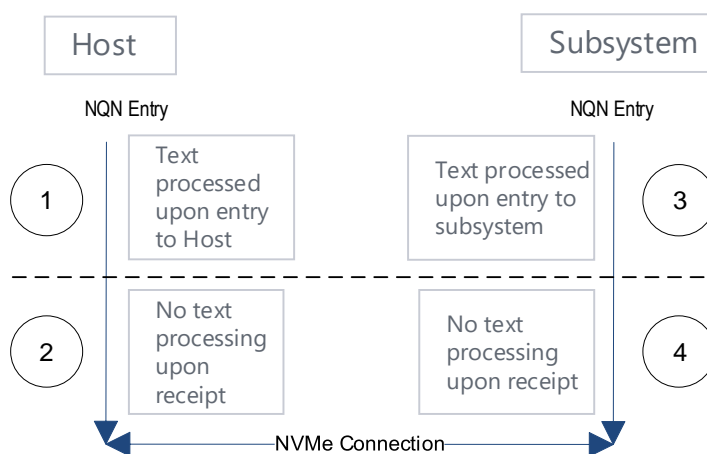 Host
Subsystem
NQN Entry
NQN Entry
1
Text
processed
upon entry
to Host
Text processed
upon entry to
subsystem
3
2
No text
processing
upon
receipt
No text
processing
upon receipt
4
NVMe Connection